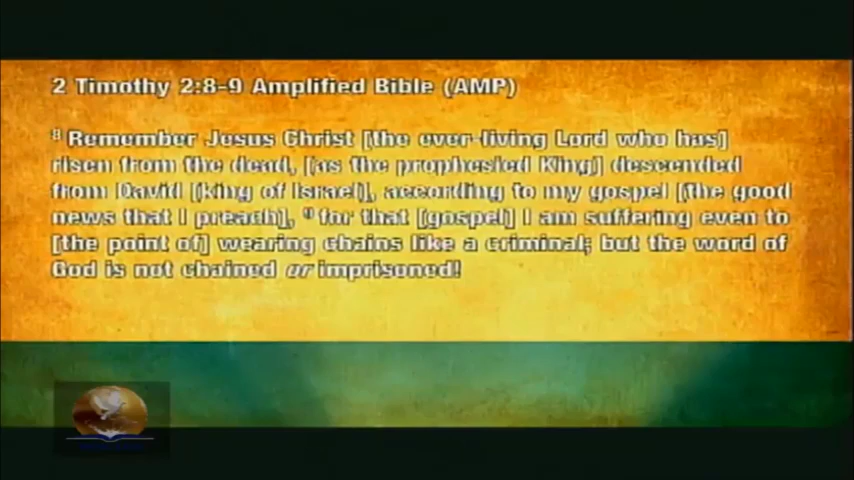 2 Timothy 2:8-9 Amplified Bible (AMP)
8 Remember Jesus Christ [the ever-living Lord who has]
risen from the dead, [as the prophesied King] descended
from David [king of Israel], according to my gospel [the good
news that I preach], 9 for that [gospel] I am suffering even to
[the point of] wearing chains like a criminal; but the word of
God is not chained or imprisoned!